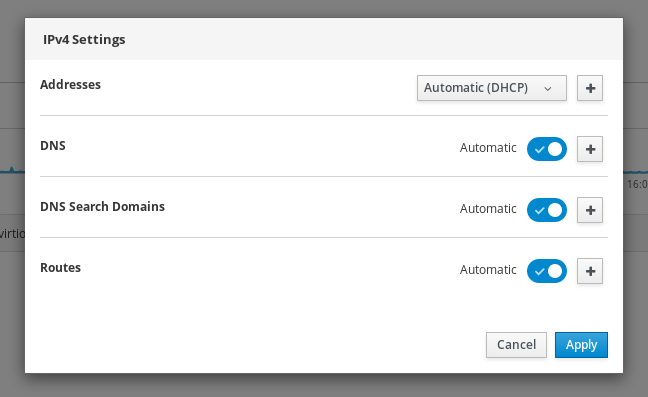 IPv4 Settings
Addresses
Automatic (DHCP)
DNS
Automatic
16:0
DNS Search Domains
Automatic
virtio
Routes
Automatic
Cancel
Apply